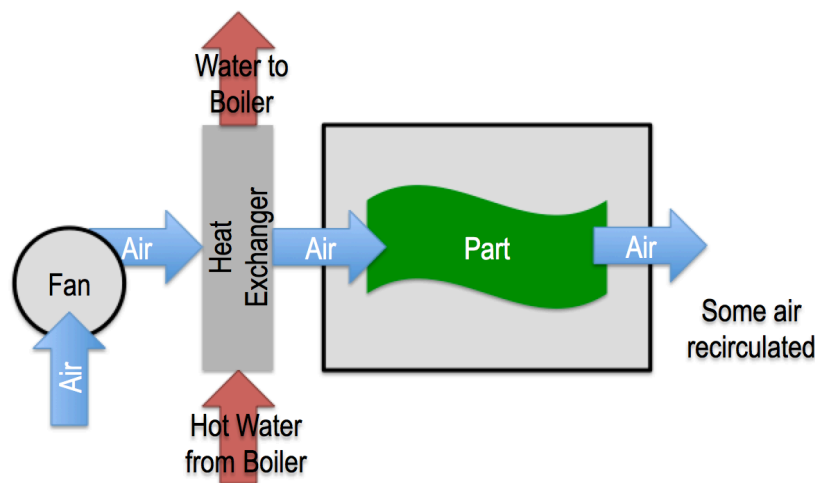 Water to
Boiler
Air
Heat
Exchanger
Air
Part
Air
Fan
Air
Some air
recirculated
Hot Water
from Boiler